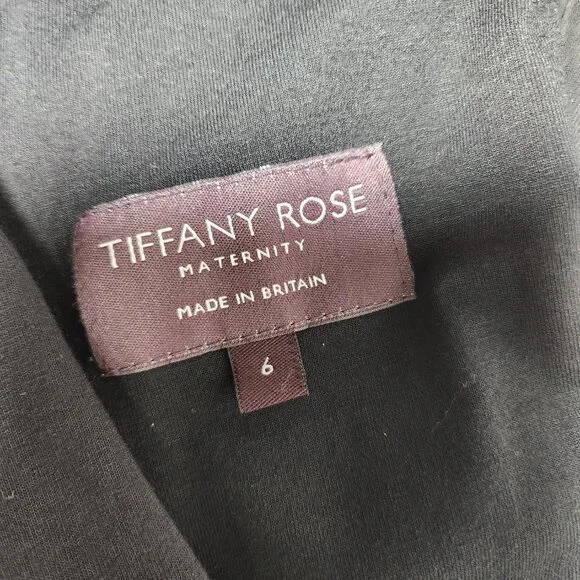 TIFFANY ROSE
MATERNITY
MADE IN BRITAIN
6